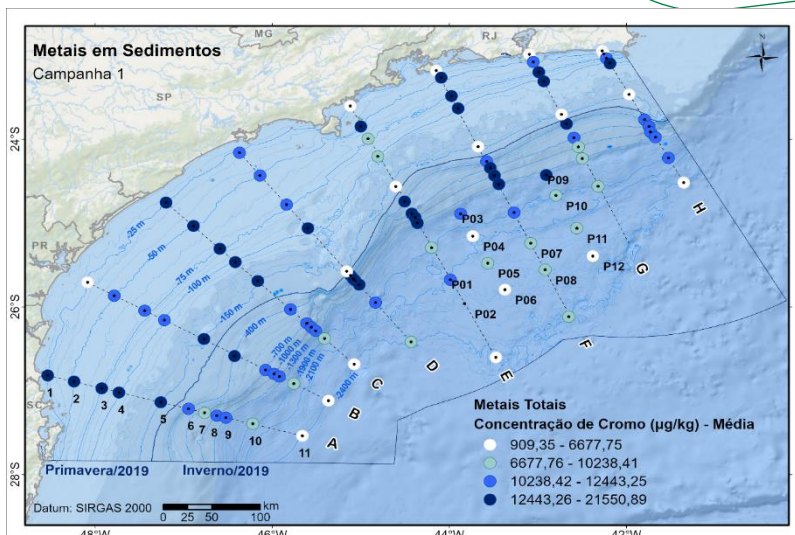 Metais em Sedimentos
Campanha 1
MG
RJ
SP
PR
SC
24°S
26°S
28°S
-25 m
-50 m
-75 m
-100 m
-150 m
-400 m
-700 m
-1000 m
-1300 m
-1900 m
-2100 m
-2400 m
P09
P03
P10
P04
P11
P07
P05
P12
P01
P08
P06
P02
H
G
F
E
D
C
B
A
1
2
3
4
5
6
7
8
9
10
11
Primavera/2019 Inverno/2019
Datum: SIRGAS 2000
0 25 50 100
km
Metais Totais
Concentração de Cromo (µg/kg) - Média
909,35 - 6677,75
6677,76 - 10238,41
10238,42 - 12443,25
12443,26 - 21550,89
48°W
46°W
44°W
42°W